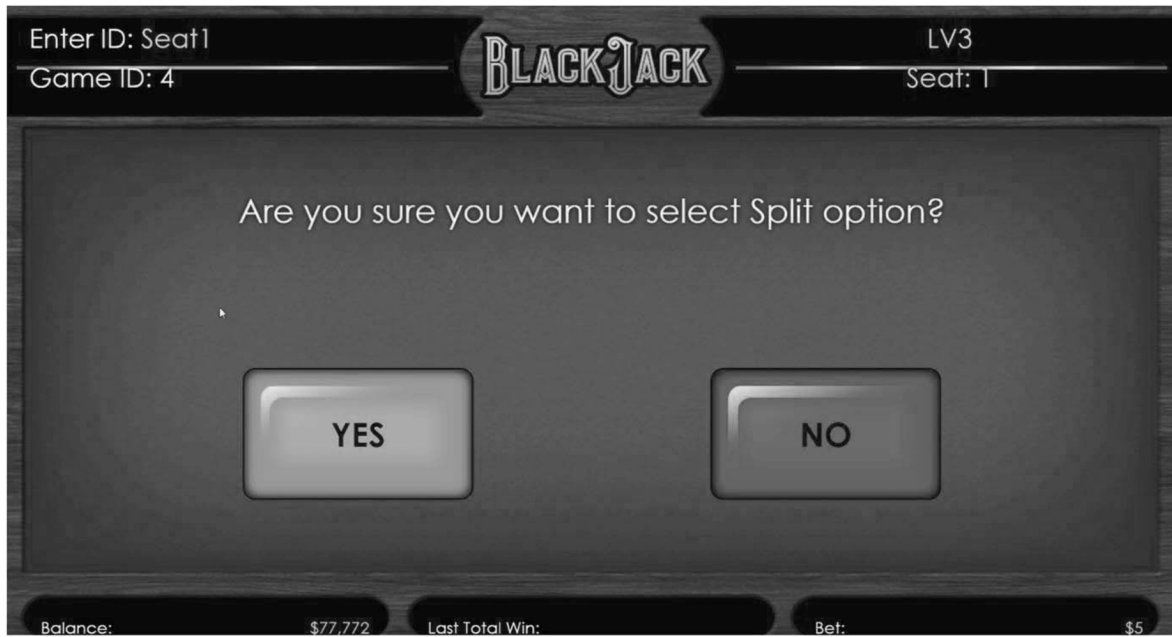 Enter ID: Seat1
Game ID: 4
BLACKJACK
LV3
Seat: 1
Are you sure you want to select Split option?
YES
NO
Balance: $77,772
Last Total Win:
Bet: $5